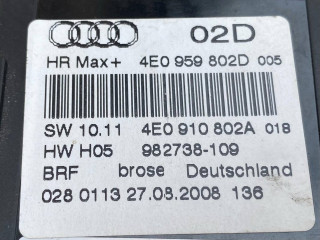 02D
HR Max+ 4E0 959 802D 005
SW 10.11 4E0 910 802A 018
HW H05 982738-109
BRF brose Deutschland
028 0113 27.08.2008 136